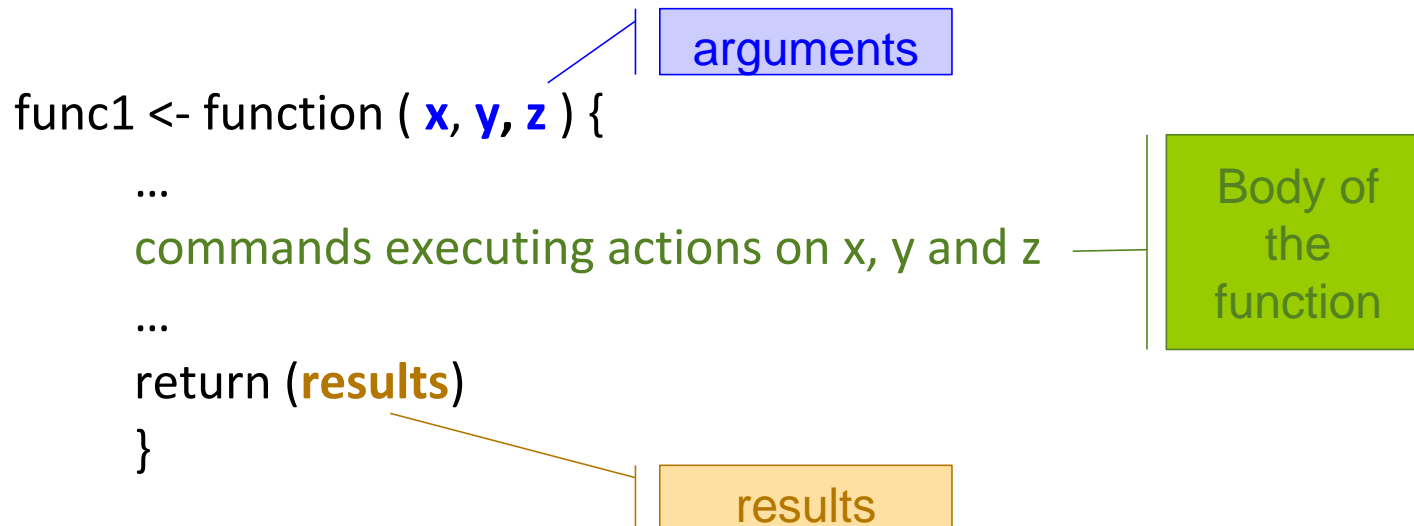 arguments
func1 <- function ( x, y, z ) {
…
commands executing actions on x, y and z
Body of
the
function
…
return (results)
}
results